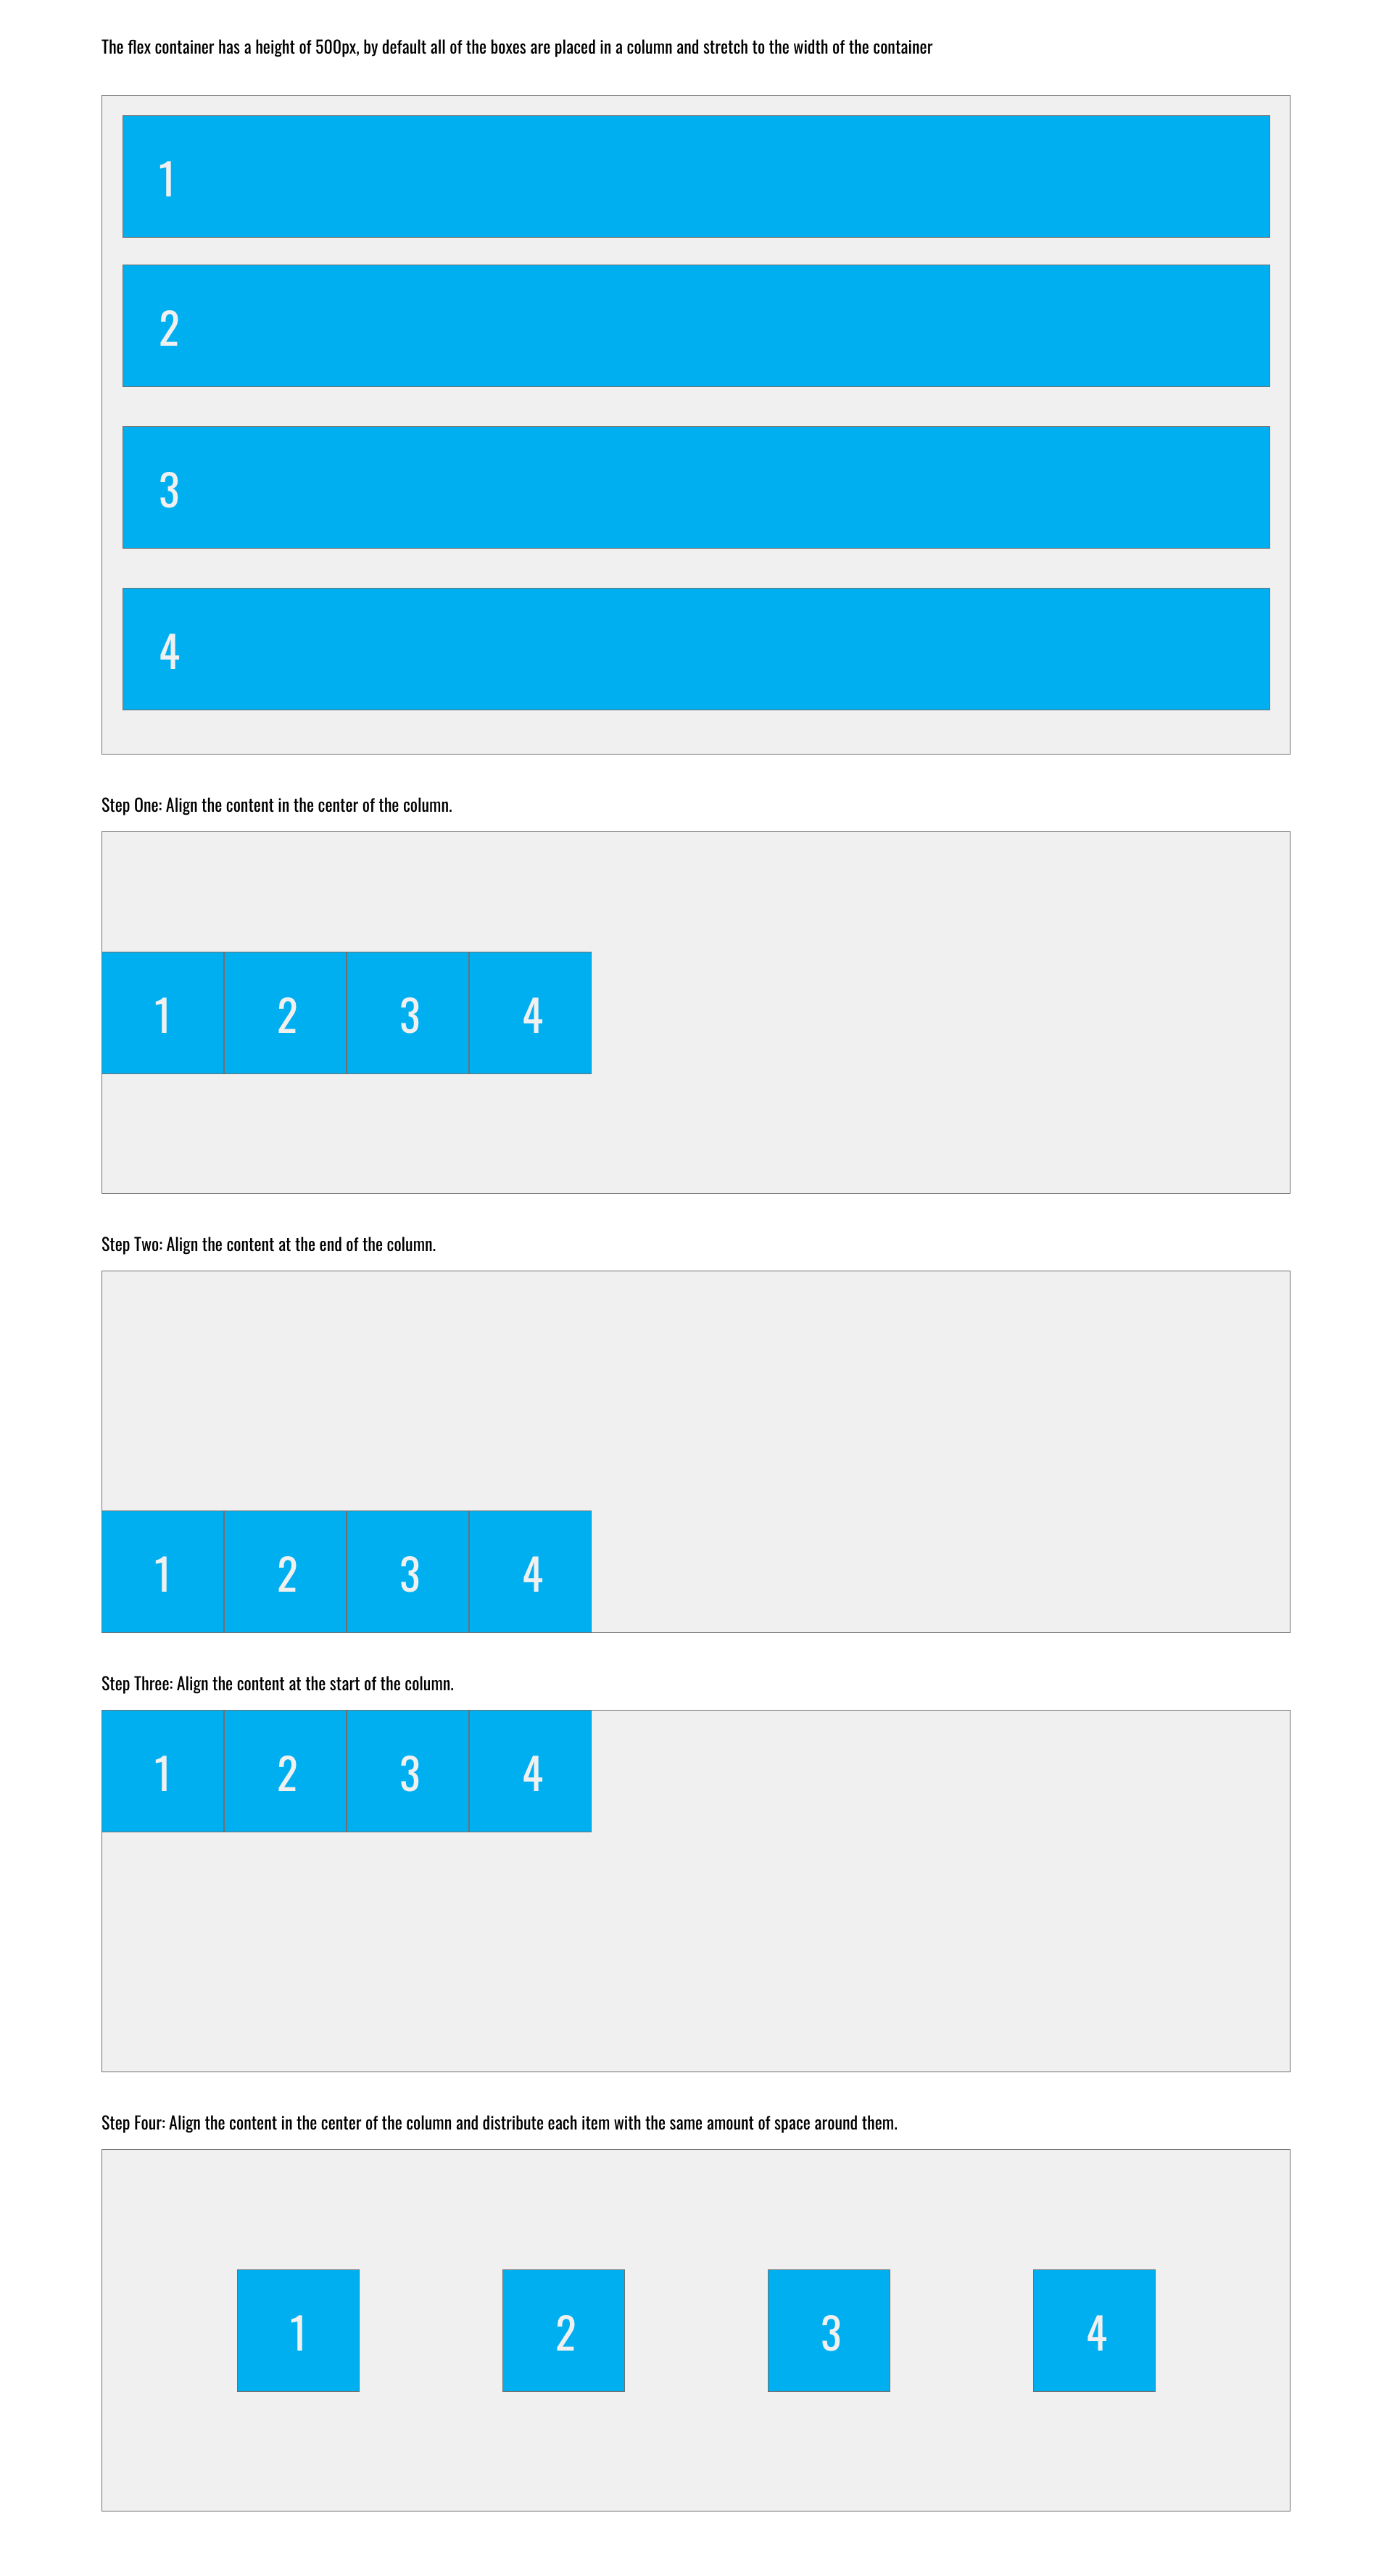 The flex container has a height of 500px, by default all of the boxes are placed in a column and stretch to the width of the container
1
2
3
4
Step One: Align the content in the center of the column.
1 2 3 4
Step Two: Align the content at the end of the column.
1 2 3 4
Step Three: Align the content at the start of the column.
1 2 3 4
Step Four: Align the content in the center of the column and distribute each item with the same amount of space around them.
1 2 3 4